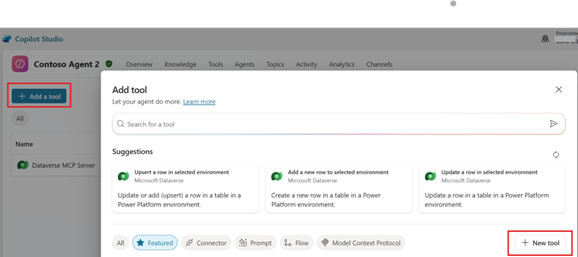 Copilot Studio
Contoso Agent 2 Overview Knowledge Tools Agents Topics Activity Analytics Channels
+ Add a tool
All
Name
Dataverse MCP Server
Add tool
Let your agent do more. Learn more
Search for a tool
Suggestions
Upsert a row in selected environment
Microsoft Dataverse
Update or add (upsert) a row in a table in a
Power Platform environment.
Add a new row to selected environment
Microsoft Dataverse
Create a new row in a table in a Power
Platform environment.
Update a row in selected environment
Microsoft Dataverse
Update a row in a table in a Power Platform
environment.
All Featured Connector Prompt Flow Model Context Protocol + New tool